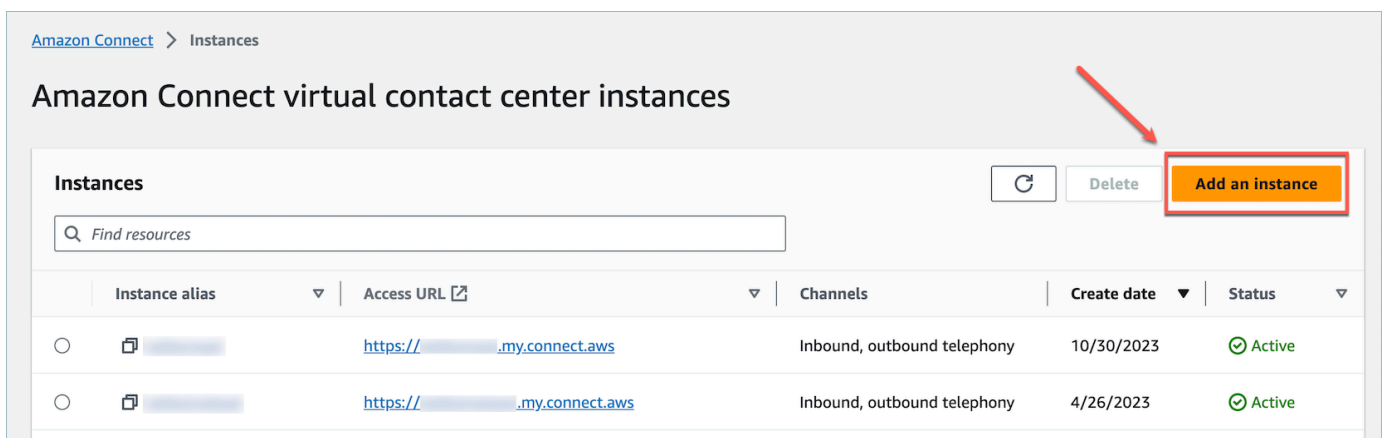 Amazon Connect > Instances
Amazon Connect virtual contact center instances
Instances
Delete
Add an instance
Find resources
Instance alias
Access URL
Channels
Create date
Status
https:// .my.connect.aws
Inbound, outbound telephony
10/30/2023
Active
https:// .my.connect.aws
Inbound, outbound telephony
4/26/2023
Active